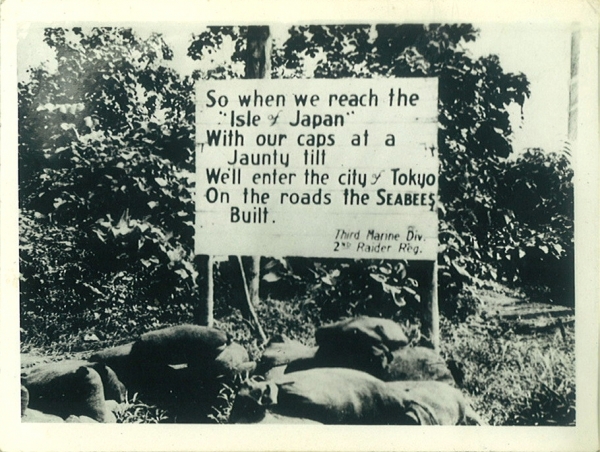 So when we reach the
"Isle of Japan"
With our caps at a
Jaunty tilt
We'll enter the city of Tokyo
On the roads the SEABEES
Built.
Third Marine Div.
2ND Raider Reg.